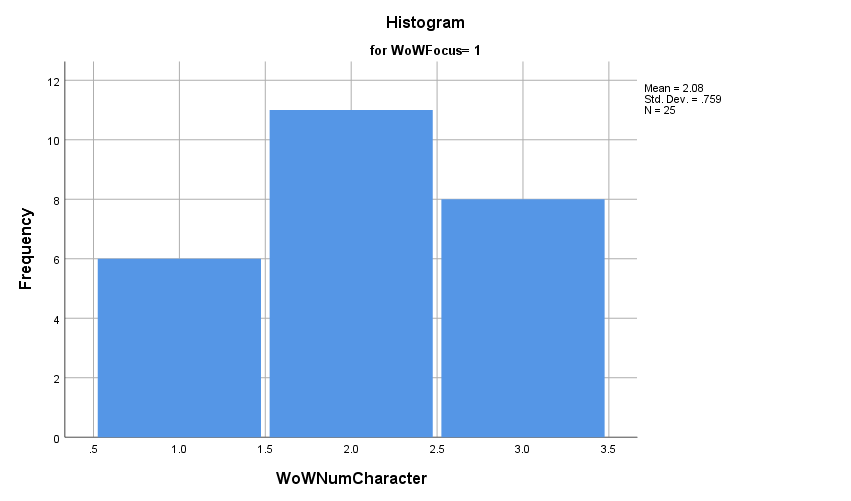 Histogram
for WoWFocus= 1
Mean = 2.08
Std. Dev. = .759
N = 25
Frequency
12
10
8
6
4
2
0
.5 1.0 1.5 2.0 2.5 3.0 3.5
WoWNumCharacter